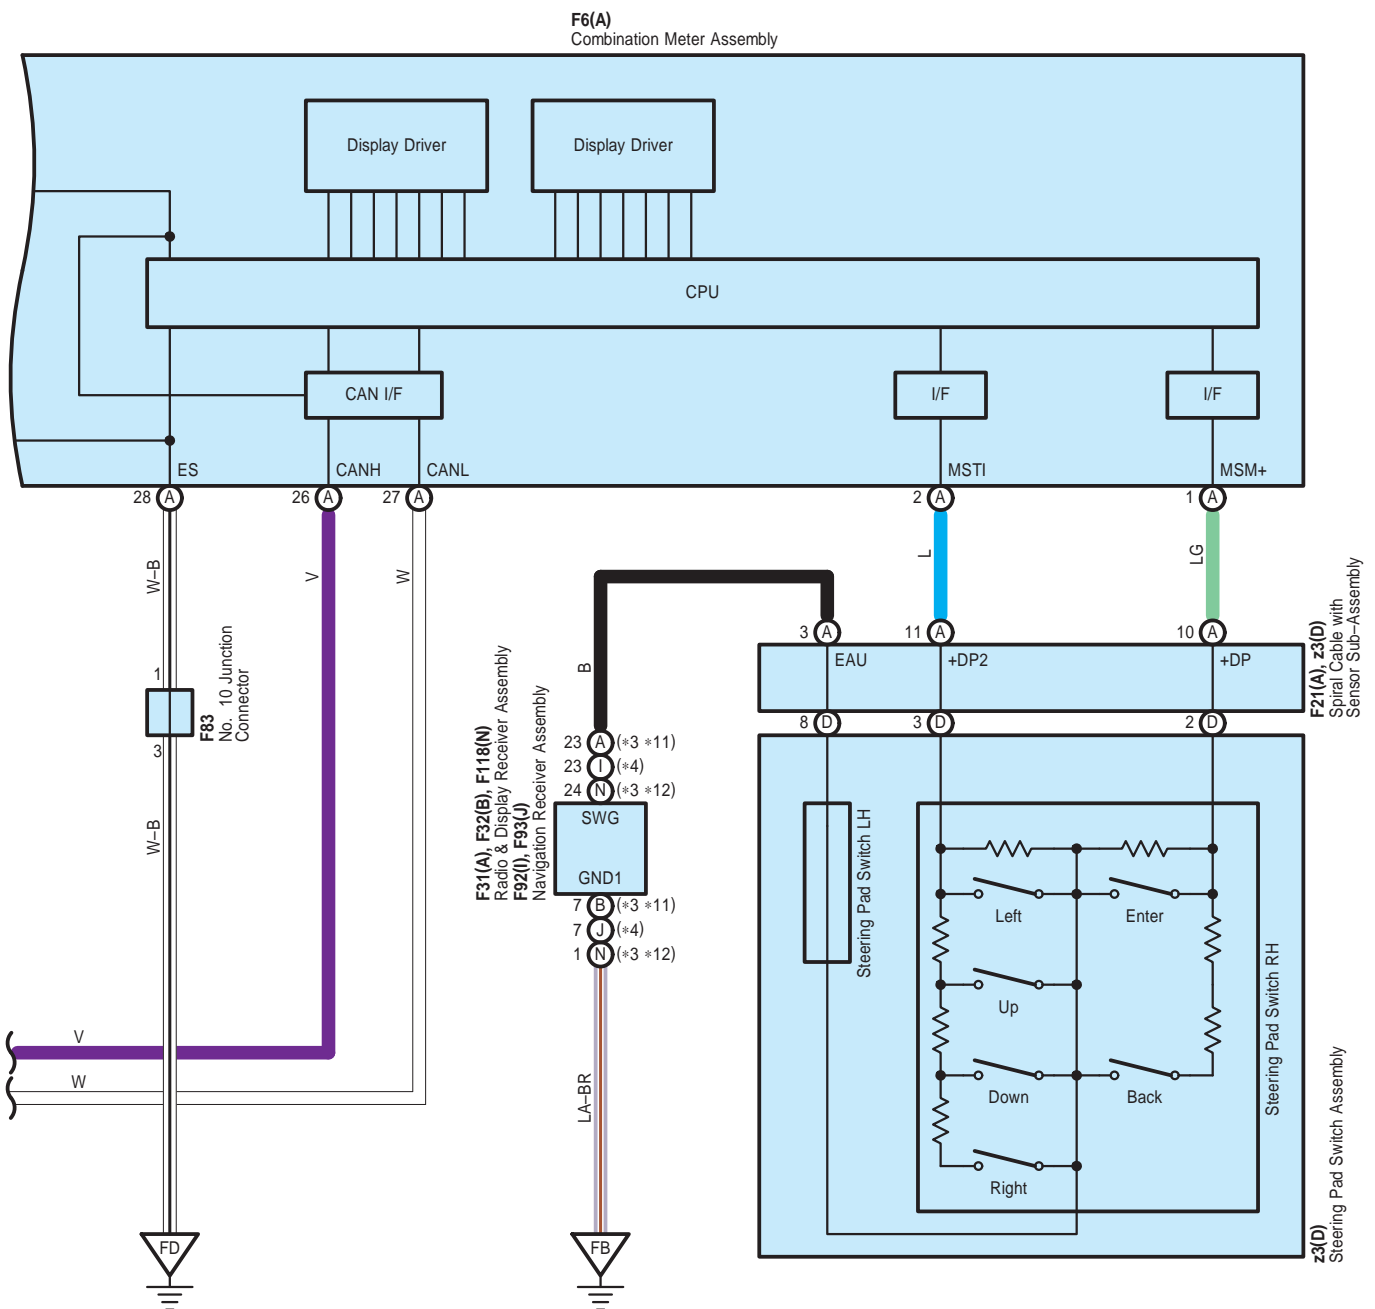 F6(A)
Combination Meter Assembly
Display Driver
Display Driver
CPU
CAN I/F
I/F
I/F
ES
CANH
CANL
MSTI
MSM+
28 A
26 A
27 A
2 A
1 A
W–B
V
W
L
LG
B
3 A
11 A
10 A
EAU
+DP2
+DP
F21(A), z3(D)
Spiral Cable with
Sensor Sub–Assembly
8 D
3 D
2 D
1
F83
No. 10 Junction
Connector
3
W–B
23 A (*3 *11)
23 I (*4)
24 N (*3 *12)
SWG
GND1
F31(A), F32(B), F118(N)
Radio & Display Receiver Assembly
F92(I), F93(J)
Navigation Receiver Assembly
7 B (*3 *11)
7 J (*4)
1 N (*3 *12)
LA–BR
Steering Pad Switch LH
Left
Enter
Up
Down
Back
Right
Steering Pad Switch RH
z3(D)
Steering Pad Switch Assembly
V
W
FD
FB